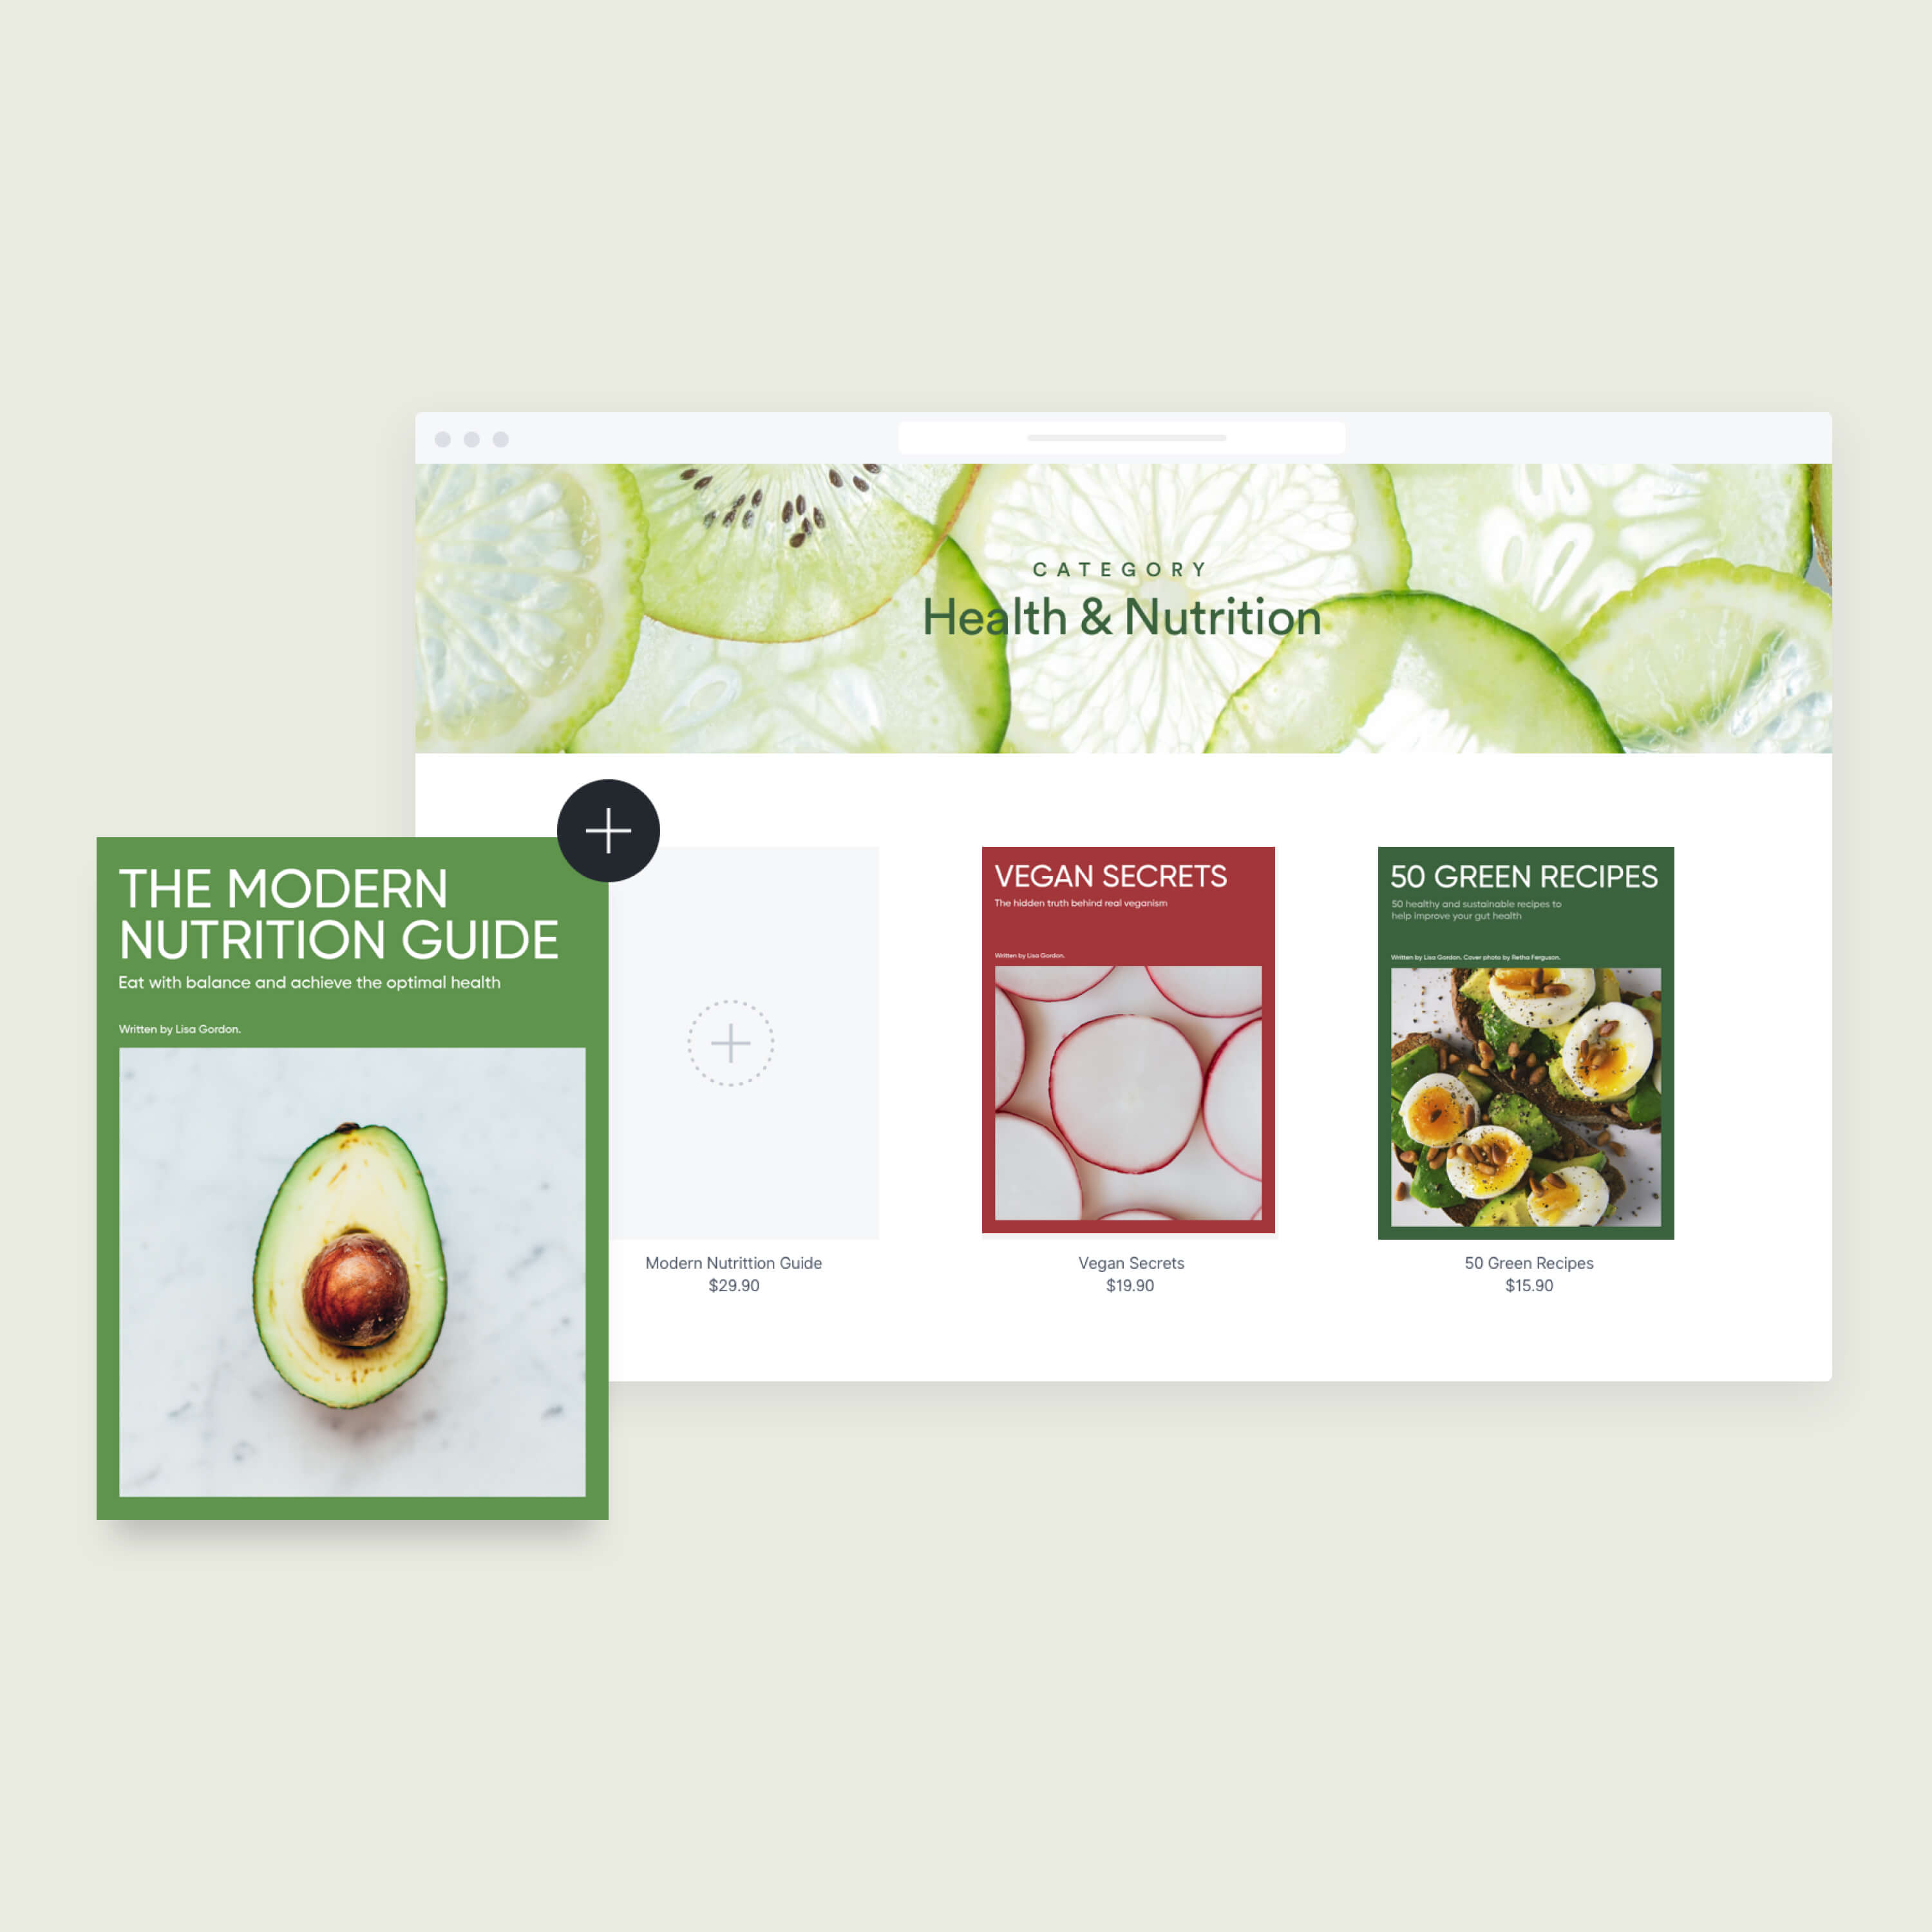 CATEGORY
Health & Nutrition
THE MODERN
NUTRITION GUIDE
Eat with balance and achieve the optimal health
Written by Lisa Gordon.
Modern Nutrittion Guide
$29.90
VEGAN SECRETS
The hidden truth behind real veganism
Written by Lisa Gordon.
Vegan Secrets
$19.90
50 GREEN RECIPES
50 healthy and sustainable recipes to
help improve your gut health
Written by Lisa Gordon. Cover photo by Retha Ferguson.
50 Green Recipes
$15.90